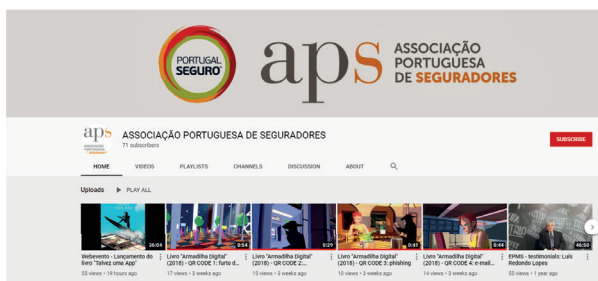 PORTUGAL
SEGURO
aps
ASSOCIAÇÃO
PORTUGUESA
DE SEGURADORES
aps
ASSOCIAÇÃO PORTUGUESA DE SEGURADORES
71 subscribers
SUBSCRIBE
HOME VIDEOS PLAYLISTS CHANNELS DISCUSSION ABOUT
Uploads PLAY ALL
36:04 0:54 0:29 0:41 0:44 46:50
Webevento - Lançamento do livro "Talvez uma App"
55 views • 19 hours ago
Livro "Armadilha Digital" (2018) - QR CODE 1: furto d...
17 views • 3 weeks ago
Livro "Armadilha Digital" (2018) - QR CODE 2:...
15 views • 3 weeks ago
Livro "Armadilha Digital" (2018) - QR CODE 3: phishing
10 views • 3 weeks ago
Livro "Armadilha Digital" (2018) - QR CODE 4: e-mail...
14 views • 3 weeks ago
EPMS - testimonials: Luís Redondo Lopes
55 views • 1 year ago